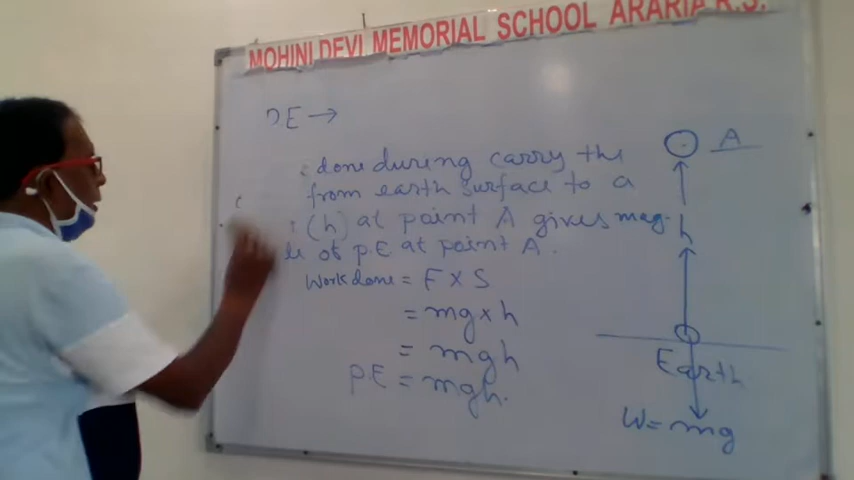 MOHINI DEVI MEMORIAL SCHOOL ARARIA R.S.
PE →
done during carry the
from earth surface to a
(h) at point A gives mag-
of P.E at point A.
Work done = F × S
= mg × h
= mgh
PE = mgh.
A
h
Earth
W = mg